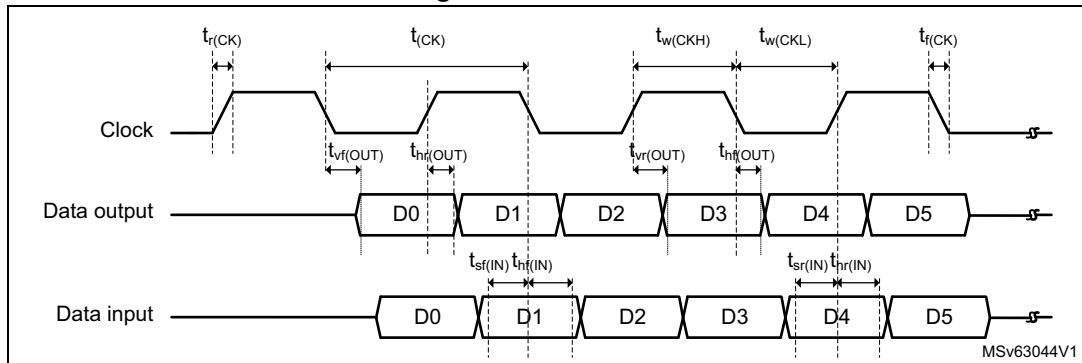 tr(CK) t(CK) tw(CKH) tw(CKL) tf(CK)
Clock
tvf(OUT) thr(OUT) tvr(OUT) thf(OUT)
Data output D0 D1 D2 D3 D4 D5
tsf(IN) thf(IN) tsr(IN) thr(IN)
Data input D0 D1 D2 D3 D4 D5
MSv63044V1